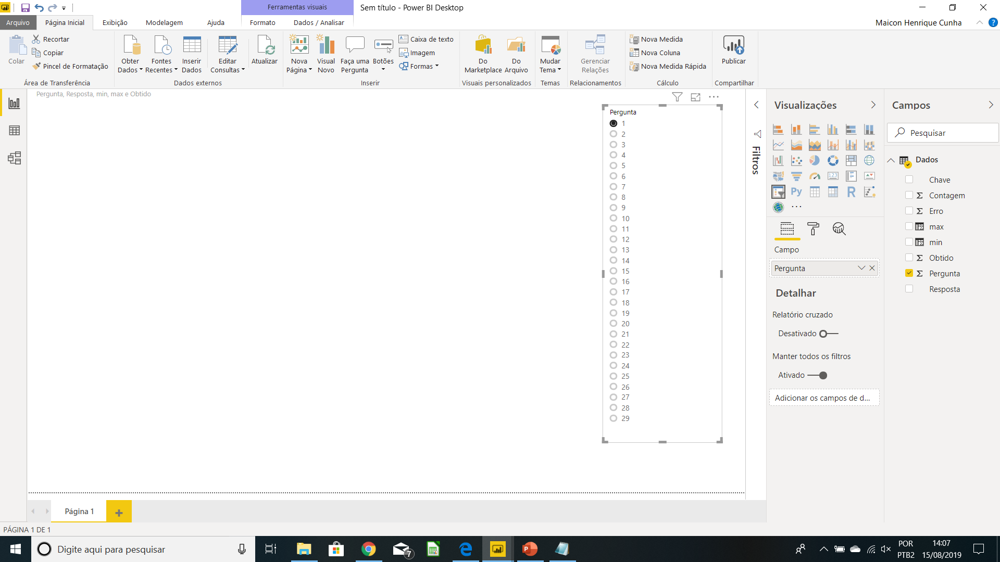 Ferramentas visuais
Sem título - Power BI Desktop
Arquivo
Página Inicial
Exibição
Modelagem
Ajuda
Formato
Dados / Analisar
Maicon Henrique Cunha
?
Colar
Recortar
Copiar
Pincel de Formatação
Área de Transferência
Obter Dados
Fontes Recentes
Inserir Dados
Editar Consultas
Atualizar
Dados externos
Nova Página
Visual Novo
Faça uma Pergunta
Botões
Caixa de texto
Imagem
Formas
Inserir
Do Marketplace
Do Arquivo
Visuais personalizados
Mudar Tema
Temas
Gerenciar Relações
Relacionamentos
Nova Medida
Nova Coluna
Nova Medida Rápida
Cálculo
Publicar
Compartilhar
Pergunta, Resposta, min, max e Obtido
Pergunta
1
2
3
4
5
6
7
8
9
10
11
12
13
14
15
16
17
18
19
20
21
22
23
24
25
26
27
28
29
Filtros
Visualizações
123
Py
R
Campo
Pergunta
Detalhar
Relatório cruzado
Desativado
Manter todos os filtros
Ativado
Adicionar os campos de d...
Campos
Pesquisar
Dados
Chave
Contagem
Erro
max
min
Obtido
Pergunta
Resposta
Página 1
PÁGINA 1 DE 1
Digite aqui para pesquisar
7
POR
PTB2
14:07
15/08/2019